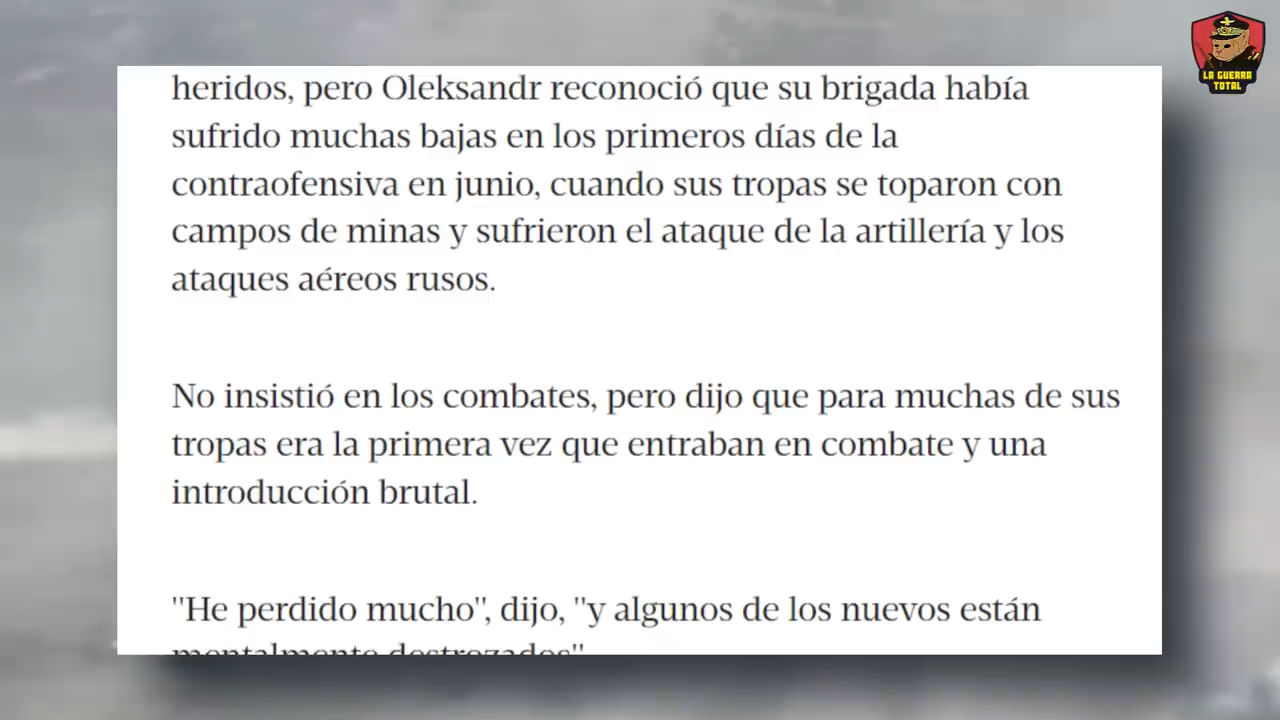 LA GUERRA
TOTAL
heridos, pero Oleksandr reconoció que su brigada había
sufrido muchas bajas en los primeros días de la
contraofensiva en junio, cuando sus tropas se toparon con
campos de minas y sufrieron el ataque de la artillería y los
ataques aéreos rusos.
No insistió en los combates, pero dijo que para muchas de sus
tropas era la primera vez que entraban en combate y una
introducción brutal.
"He perdido mucho", dijo, "y algunos de los nuevos están
mentalmente destrozados"